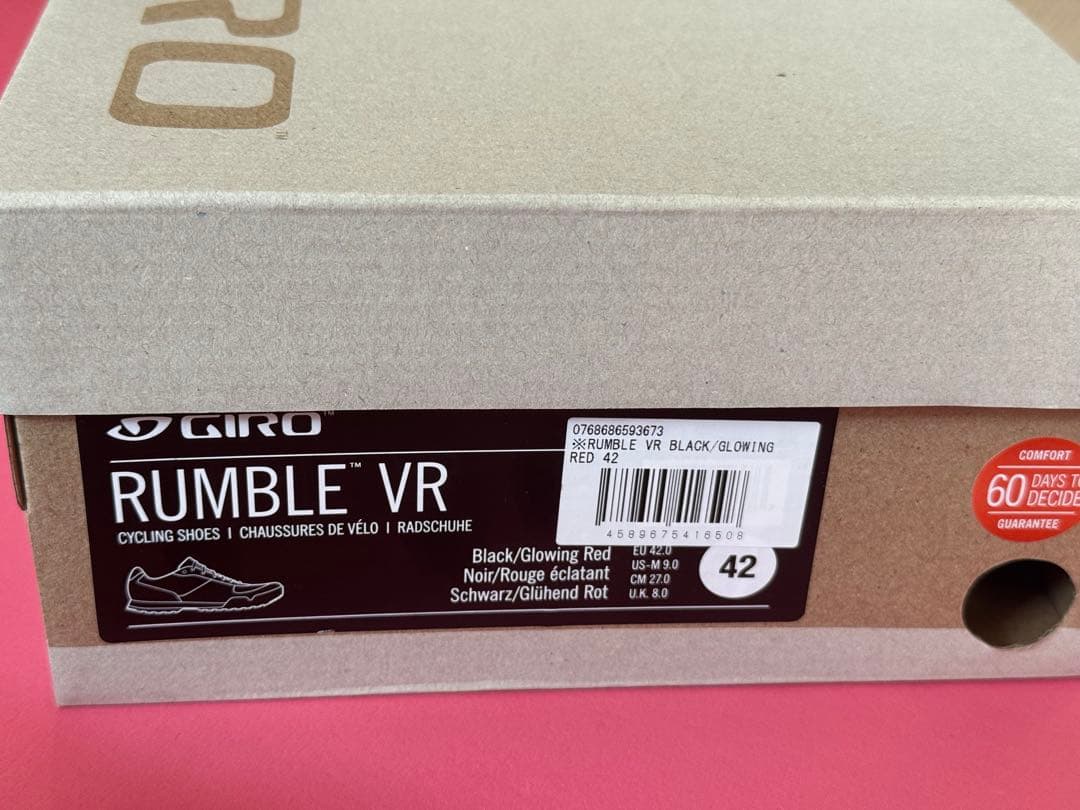 RO™
GIRO™
RUMBLE™ VR
CYCLING SHOES | CHAUSSURES DE VÉLO | RADSCHUHE
0768686593673
※RUMBLE VR BLACK/GLOWING
RED 42
4589675416508
Black/Glowing Red
Noir/Rouge éclatant
Schwarz/Glühend Rot
EU 42.0
US-M 9.0
CM 27.0
U.K. 8.0
42
COMFORT
60 DAYS TO
DECIDE
GUARANTEE